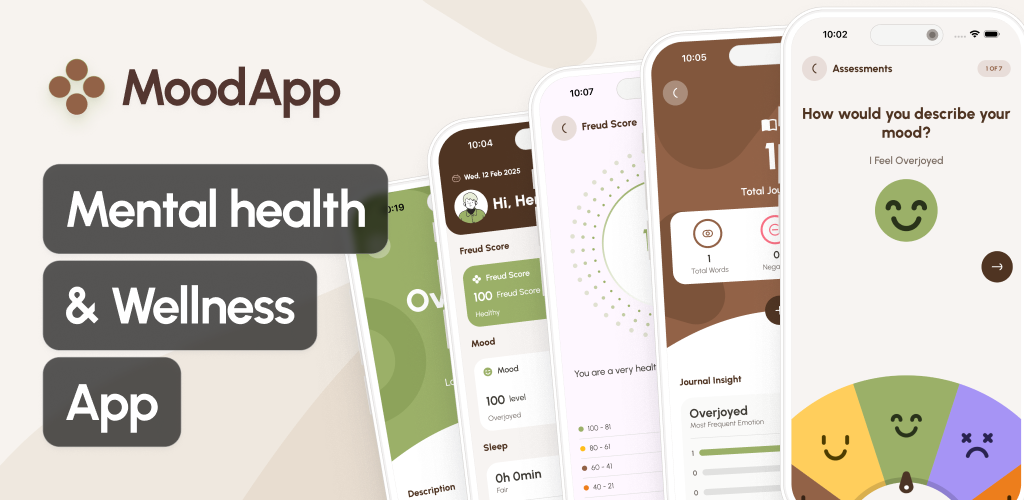 MoodApp
Mental health
& Wellness
App
:19
Description
10:04
Wed, 12 Feb 2025
Hi,
Freud Score
Freud Score
100 Freud Score
Healthy
Mood
Mood
100 level
Overjoyed
Sleep
0h 0min
Fair
10:07
Freud Score
You are a very
100 - 81
80 - 61
60 - 41
40 - 21
10:05
Total
1
Total Words
0
Journal Insight
Overjoyed
Most Frequent Emotion
1
0
0
10:02
Assessments
1 OF 7
How would you describe your
mood?
I Feel Overjoyed